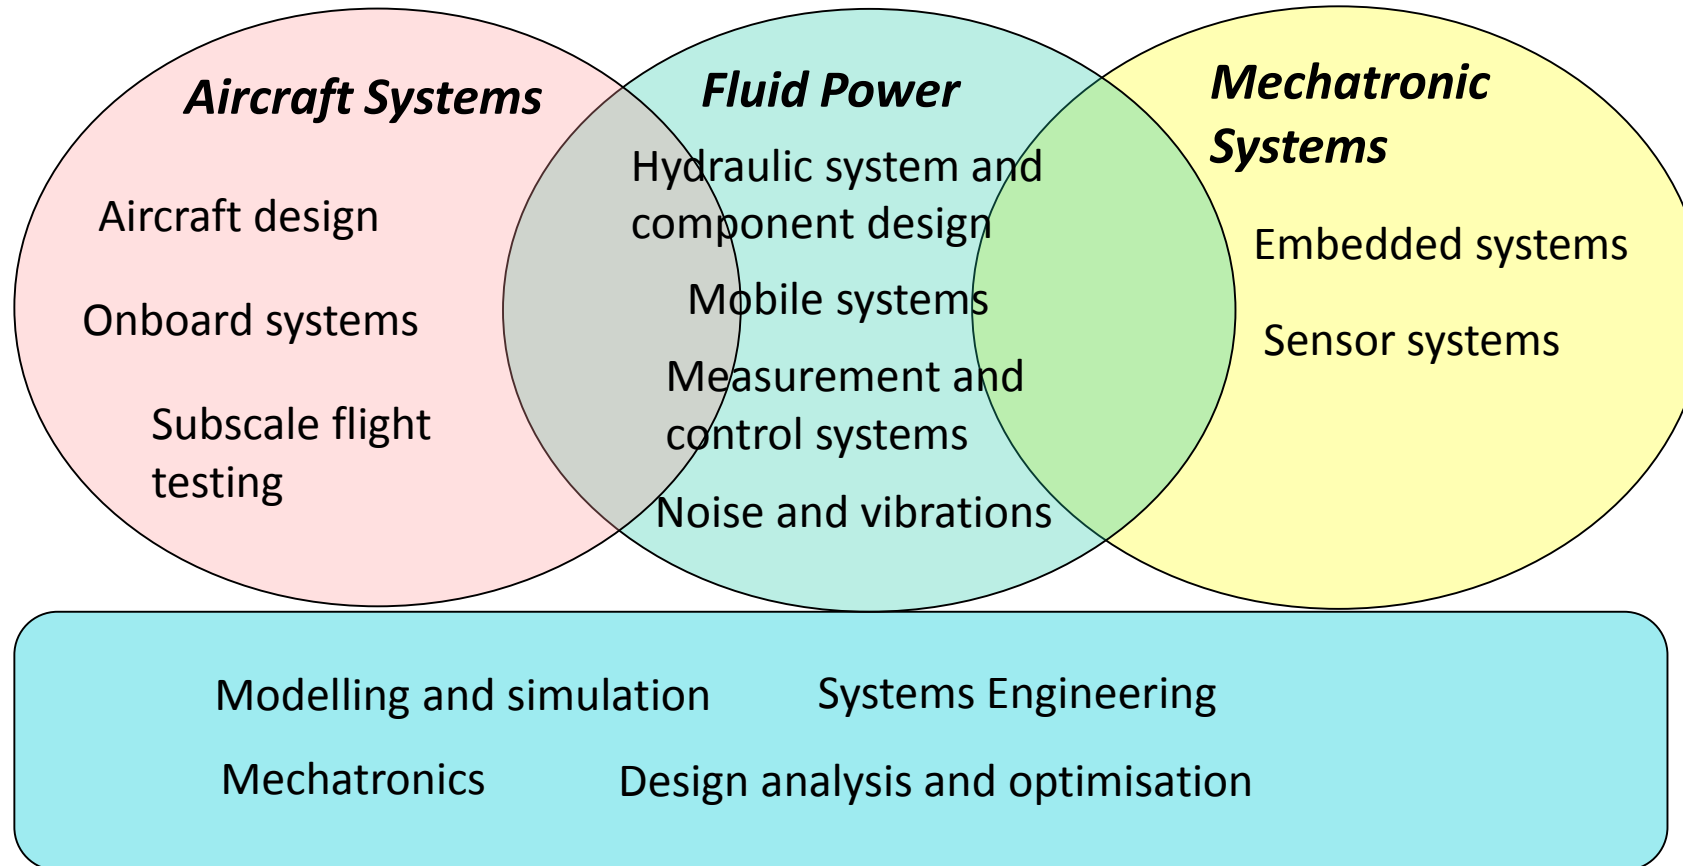 Aircraft Systems
Aircraft design
Onboard systems
Subscale flight
testing
Fluid Power
Hydraulic system and
component design
Mobile systems
Measurement and
control systems
Noise and vibrations
Mechatronic
Systems
Embedded systems
Sensor systems
Modelling and simulation
Systems Engineering
Mechatronics
Design analysis and optimisation